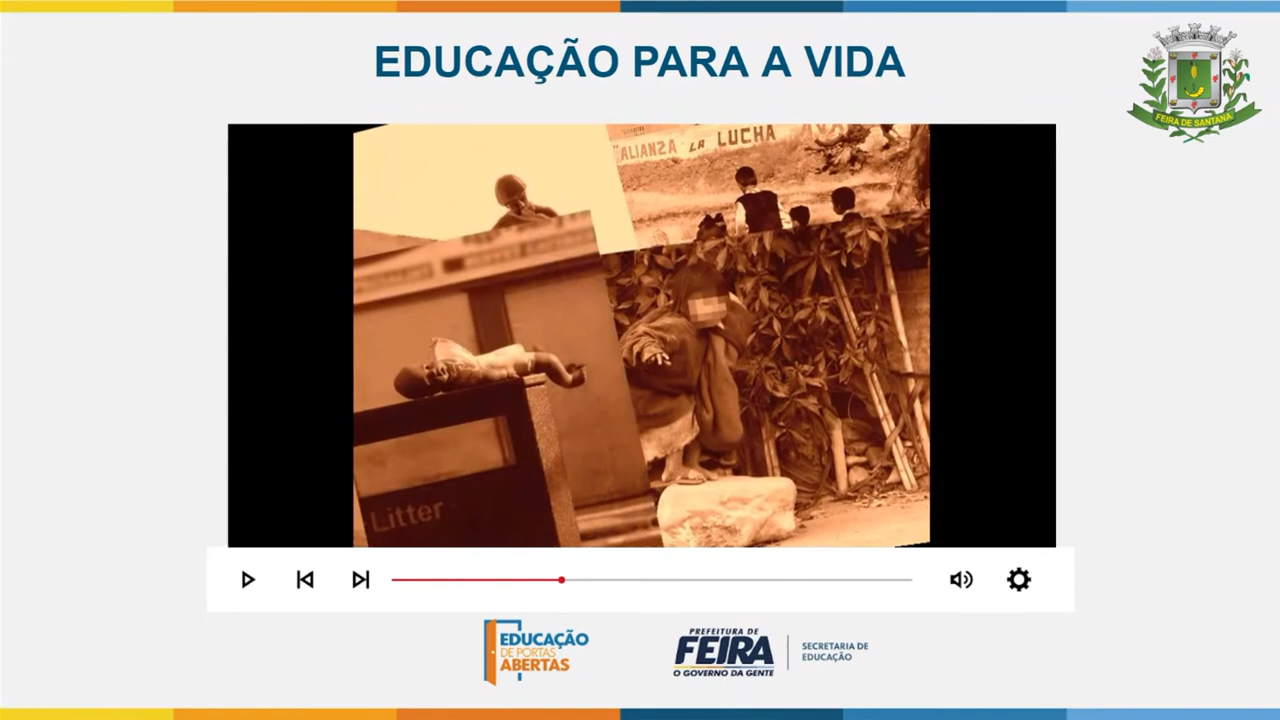 EDUCAÇÃO PARA A VIDA
FEIRA DE SANTANA
"ALIANZA LA LUCHA
Litter
EDUCAÇÃO
DE PORTAS
ABERTAS
PREFEITURA DE
FEIRA
O GOVERNO DA GENTE
SECRETARIA DE
EDUCAÇÃO